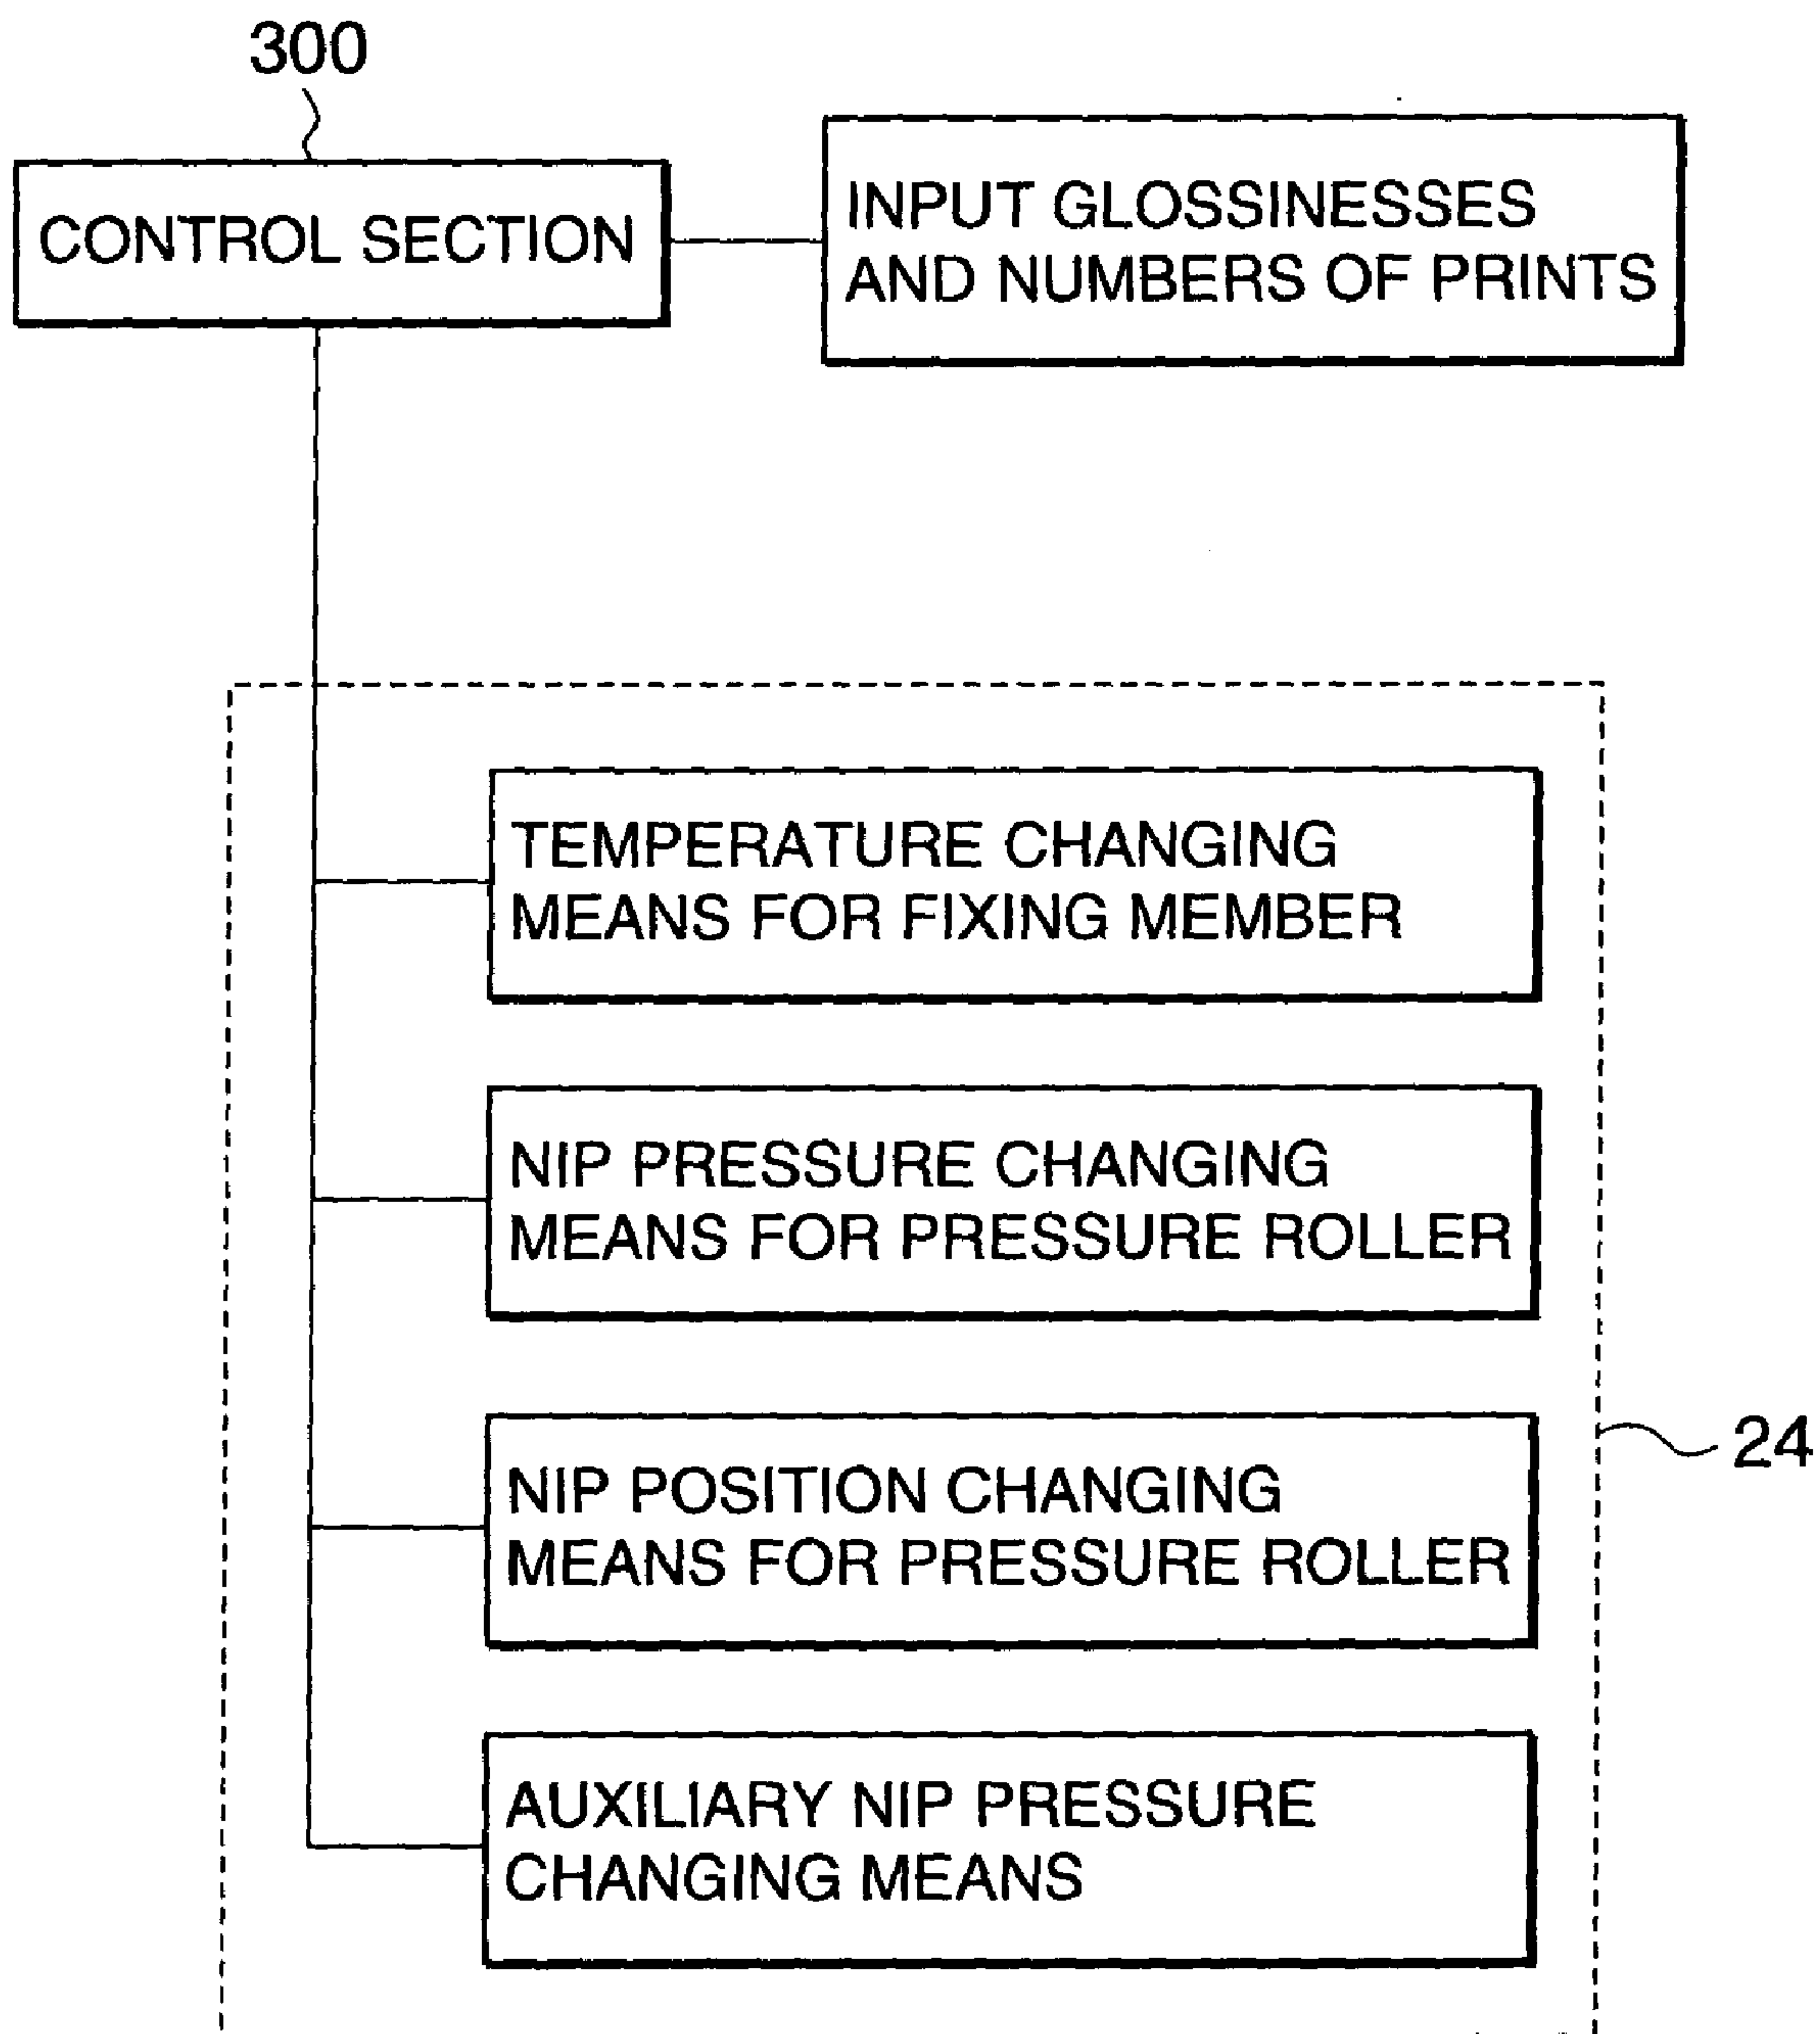 300
CONTROL SECTION
INPUT GLOSSINESSES
AND NUMBERS OF PRINTS
TEMPERATURE CHANGING
MEANS FOR FIXING MEMBER
NIP PRESSURE CHANGING
MEANS FOR PRESSURE ROLLER
NIP POSITION CHANGING
MEANS FOR PRESSURE ROLLER
24
AUXILIARY NIP PRESSURE
CHANGING MEANS